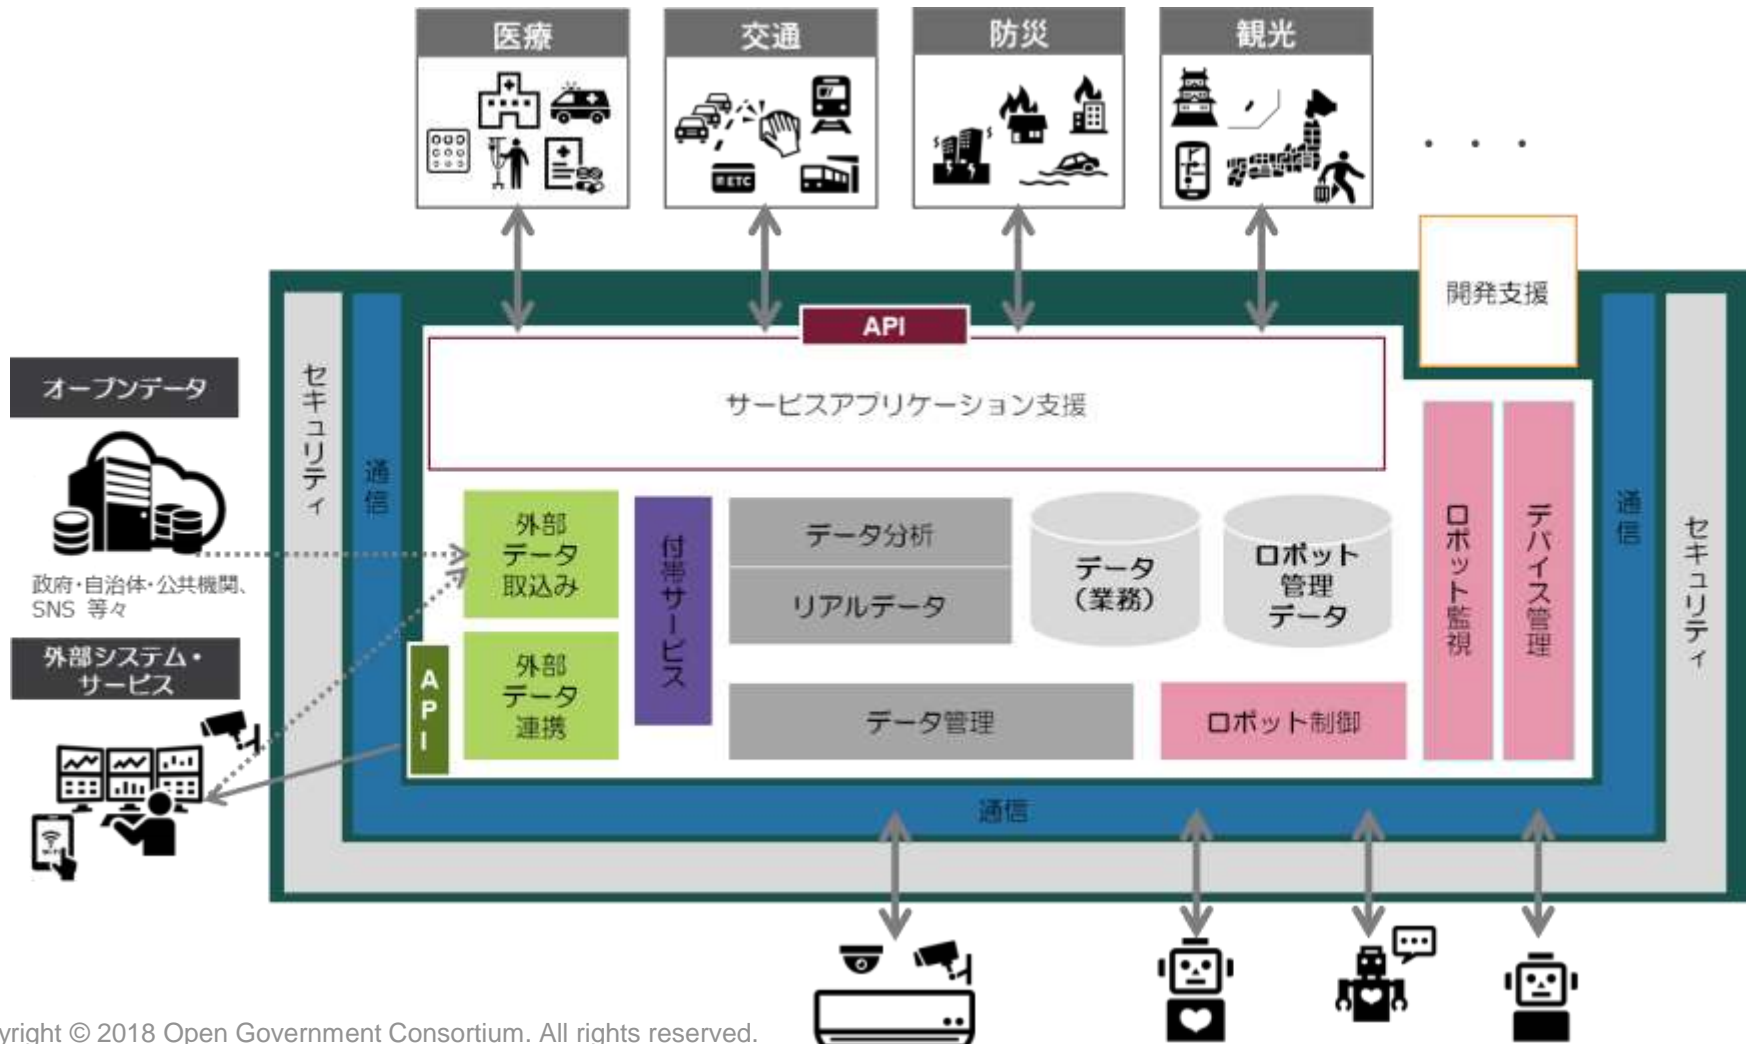 医療
交通
防災
観光
ETC
・・・
開発支援
API
サービスアプリケーション支援
オープンデータ
政府・自治体・公共機関、
SNS 等々
外部システム・
サービス
セキュリティ
通信
API
外部
データ
取込み
外部
データ
連携
付帯サービス
データ分析
リアルデータ
データ管理
データ
（業務）
ロボット
管理
データ
ロボット制御
ロボット監視
デバイス管理
通信
セキュリティ
通信
yright © 2018 Open Government Consortium. All rights reserved.